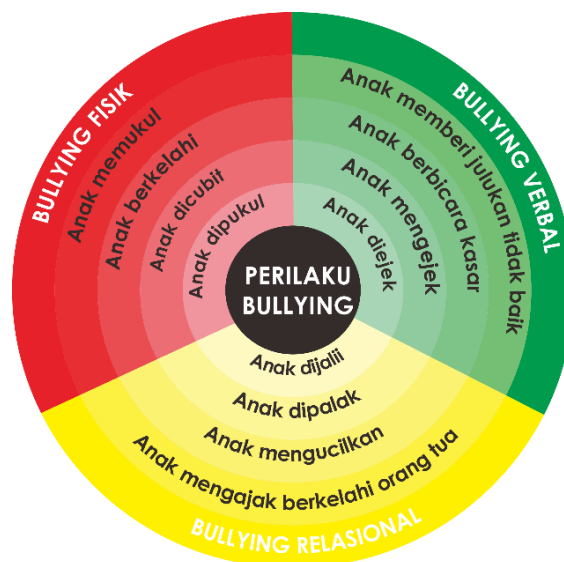 PERILAKU
BULLYING
BULLYING FISIK
Anak memukul
Anak berkelahi
Anak dicubit
Anak dipukul
BULLYING VERBAL
Anak memberi julukan tidak baik
Anak berbicara kasar
Anak mengejek
Anak diejek
Anak dijalii
Anak dipalak
Anak mengucilkan
Anak mengajak berkelahi orang tua
BULLYING RELASIONAL